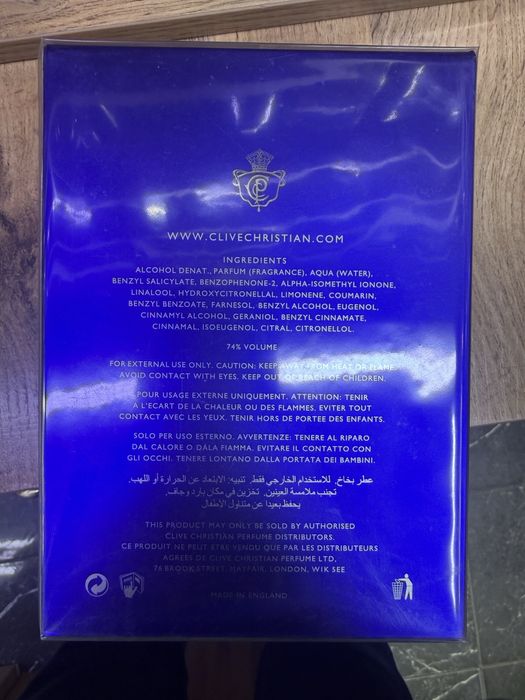 WWW.CLIVECHRISTIAN.COM
INGREDIENTS
ALCOHOL DENAT., PARFUM (FRAGRANCE), AQUA (WATER),
BENZYL SALICYLATE, BENZOPHENONE-2, ALPHA-ISOMETHYL IONONE,
LINALOOL, HYDROXYCITRONELLAL, LIMONENE, COUMARIN,
BENZYL BENZOATE, FARNESOL, BENZYL ALCOHOL, EUGENOL,
CINNAMYL ALCOHOL, GERANIOL, BENZYL CINNAMATE,
CINNAMAL, ISOEUGENOL, CITRAL, CITRONELLOL.
74% VOLUME
FOR EXTERNAL USE ONLY. CAUTION: KEEP AWAY FROM HEAT OR FLAME.
AVOID CONTACT WITH EYES. KEEP OUT OF REACH OF CHILDREN.
POUR USAGE EXTERNE UNIQUEMENT. ATTENTION: TENIR
A L'ECART DE LA CHALEUR OU DES FLAMMES. EVITER TOUT
CONTACT AVEC LES YEUX. TENIR HORS DE PORTEE DES ENFANTS.
SOLO PER USO ESTERNO. AVVERTENZE: TENERE AL RIPARO
DAL CALORE O DALA FIAMMA. EVITARE IL CONTATTO CON
GLI OCCHI. TENERE LONTANO DALLA PORTATA DEI BAMBINI.
عطر بخاخ. للاستخدام الخارجي فقط. تنبيه: الابتعاد عن الحرارة أو اللهب.
تجنب ملامسة العينين. تخزين في مكان بارد وجاف.
يحفظ بعيدا عن متناول الأطفال
THIS PRODUCT MAY ONLY BE SOLD BY AUTHORISED
CLIVE CHRISTIAN PERFUME DISTRIBUTORS.
CE PRODUIT NE PEUT ETRE VENDU QUE PAR LES DISTRIBUTEURS
AGREES DE CLIVE CHRISTIAN PERFUME LTD,
76 BROOK STREET, MAYFAIR, LONDON, W1K 5EE
MADE IN ENGLAND